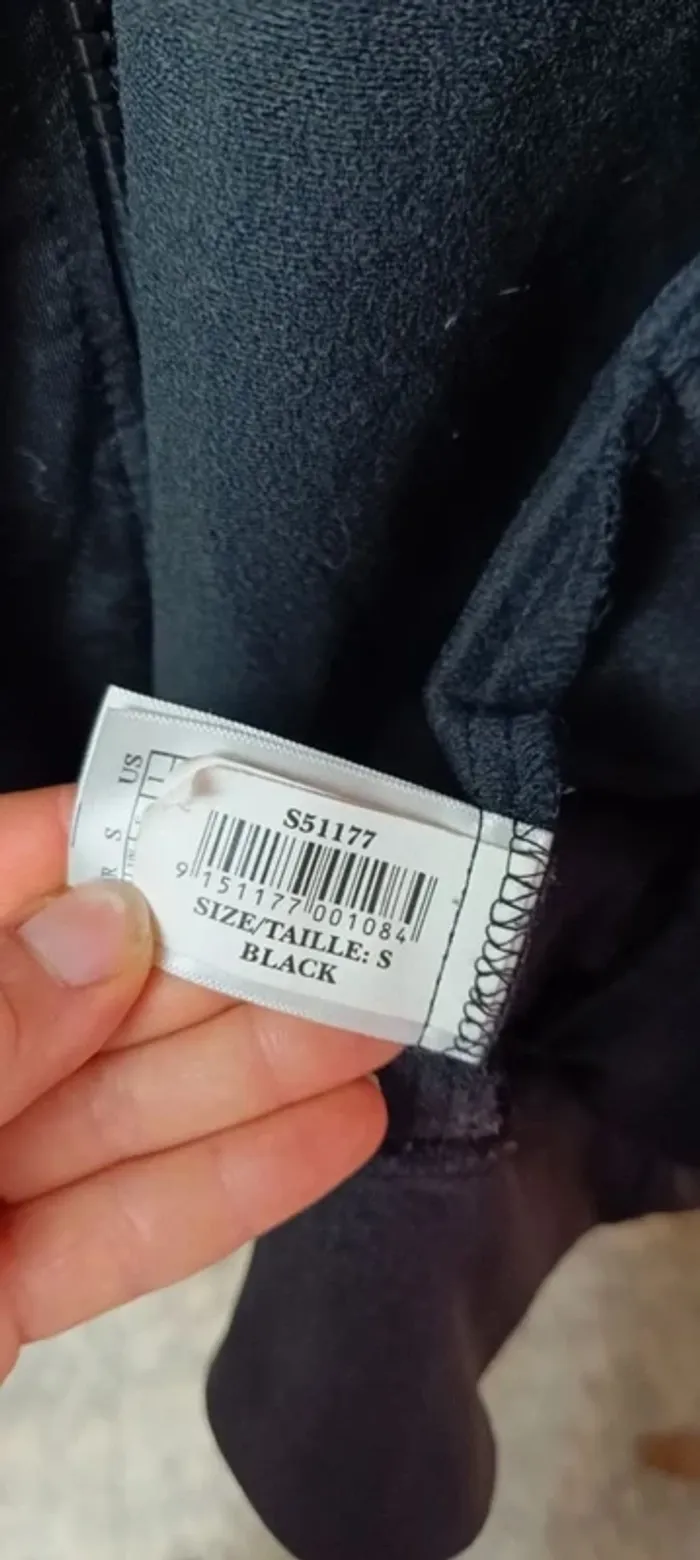 S51177
9 151177 001084
SIZE/TAILLE: S
BLACK
US
S